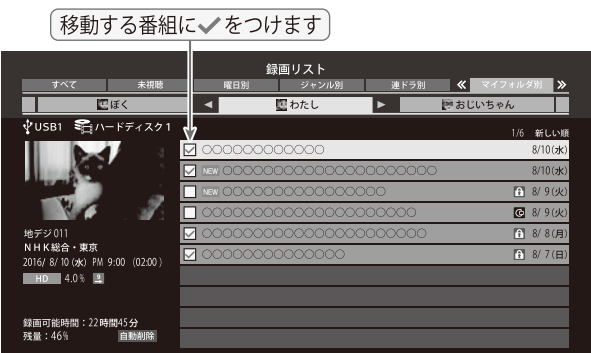 移動する番組に✓をつけます
録画リスト
すべて 未視聴 曜日別 ジャンル別 連ドラ別 マイフォルダ別
ぼく わたし おじいちゃん
USB1 ハードディスク1
1/6 新しい順
○○○○○○○○○○○○ 8/10(水)
NEW ○○○○○○○○○○○○○○○○○○○○○ 8/10(水)
NEW ○○○○○○○○○○○○○○○○ 8/ 9(火)
○○○○○○○○○○○○○○○○○○○○○ 8/ 9(火)
○○○○○○○○○○○○○○○○○○○○○○ 8/ 8(月)
○○○○○○○○○○○○○○ 8/ 7(日)
地デジ011
NHK総合・東京
2016/ 8/10(水) PM 9:00 (02:00)
HD 4.0%
録画可能時間：22時間45分
残量：46% 自動削除